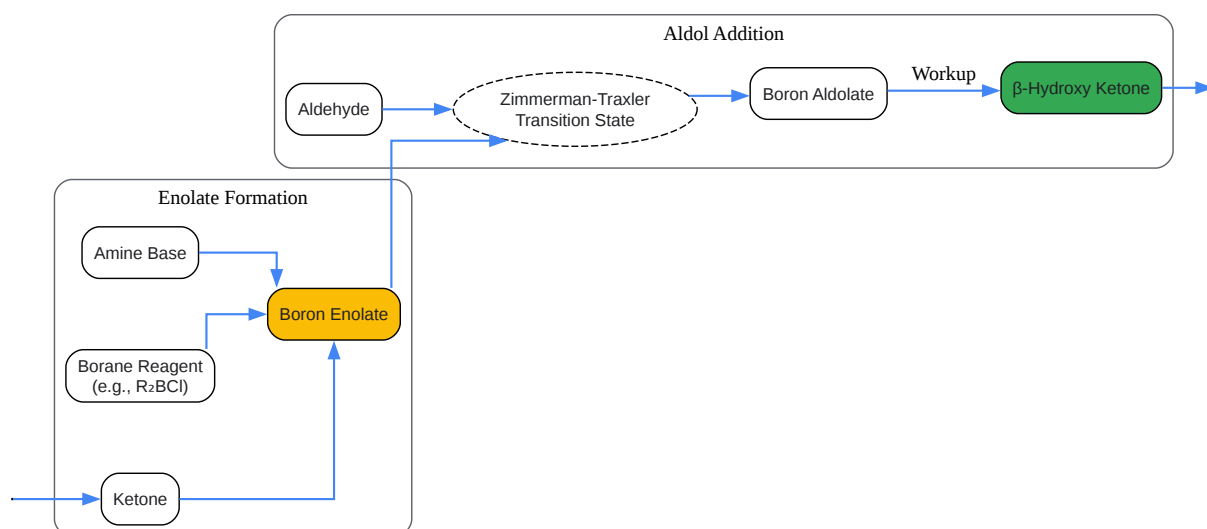 Aldol Addition
Aldehyde
Zimmerman-Traxler
Transition State
Boron Aldolate
Workup
β-Hydroxy Ketone
Enolate Formation
Amine Base
Boron Enolate
Borane Reagent
(e.g., R₂BCl)
Ketone